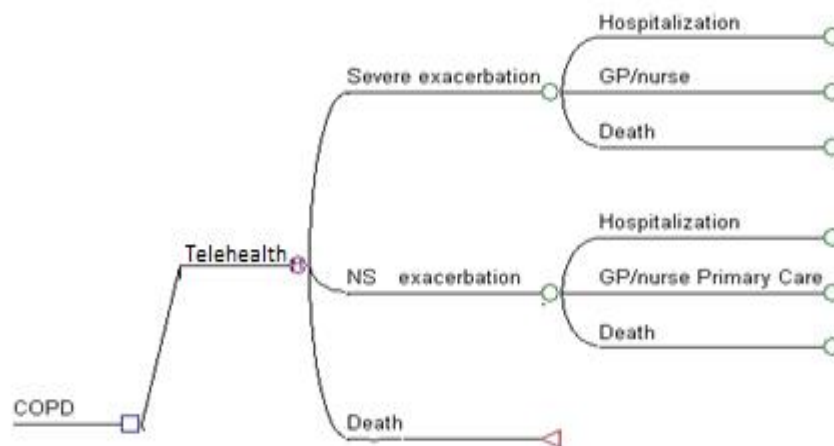 Hospitalization
Severe exacerbation
GP/nurse
Death
Telehealth
Hospitalization
NS exacerbation
GP/nurse Primary Care
Death
COPD
Death